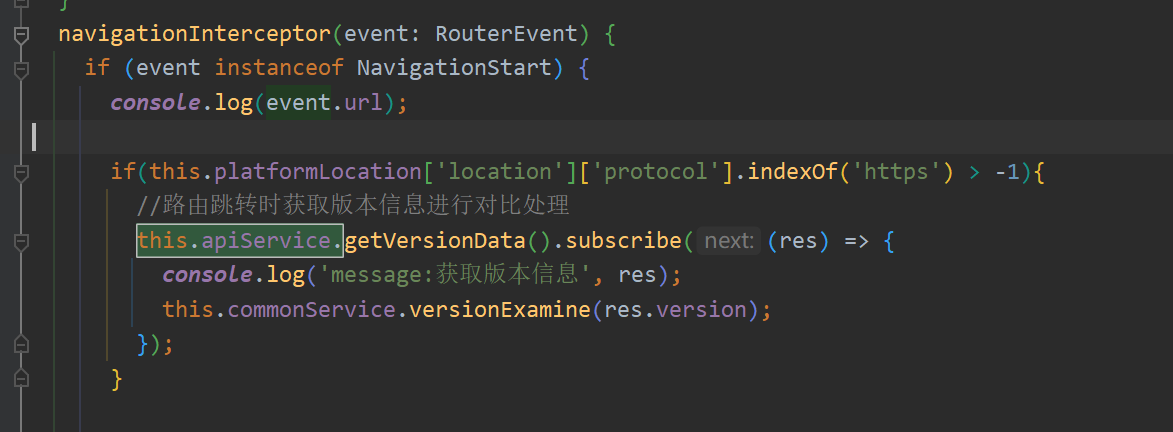 }
navigationInterceptor(event: RouterEvent) {
if (event instanceof NavigationStart) {
console.log(event.url);
if(this.platformLocation['location']['protocol'].indexOf('https') > -1){
//路由跳转时获取版本信息进行对比处理
this.apiService.getVersionData().subscribe( next: (res) => {
console.log('message:获取版本信息', res);
this.commonService.versionExamine(res.version);
});
}